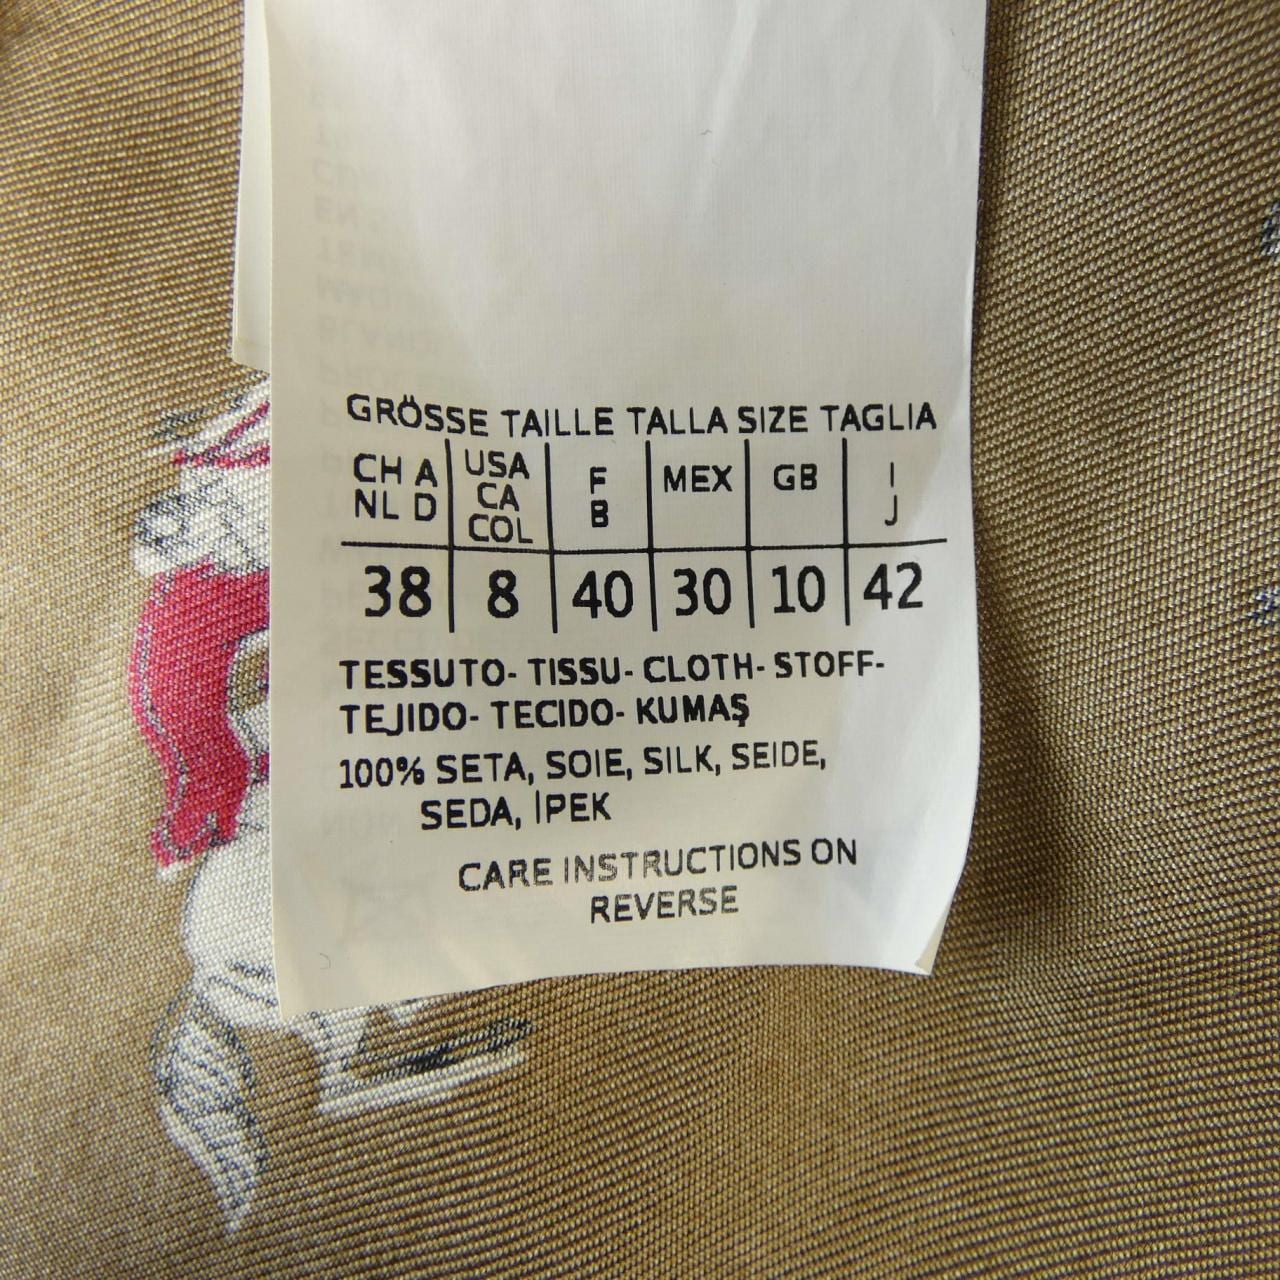 GRÖSSE TAILLE TALLA SIZE TAGLIA
CH A NL D USA CA COL F B MEX GB I J
38 8 40 30 10 42
TESSUTO- TISSU- CLOTH- STOFF-
TEJIDO- TECIDO- KUMAŞ
100% SETA, SOIE, SILK, SEIDE,
SEDA, İPEK
CARE INSTRUCTIONS ON
REVERSE